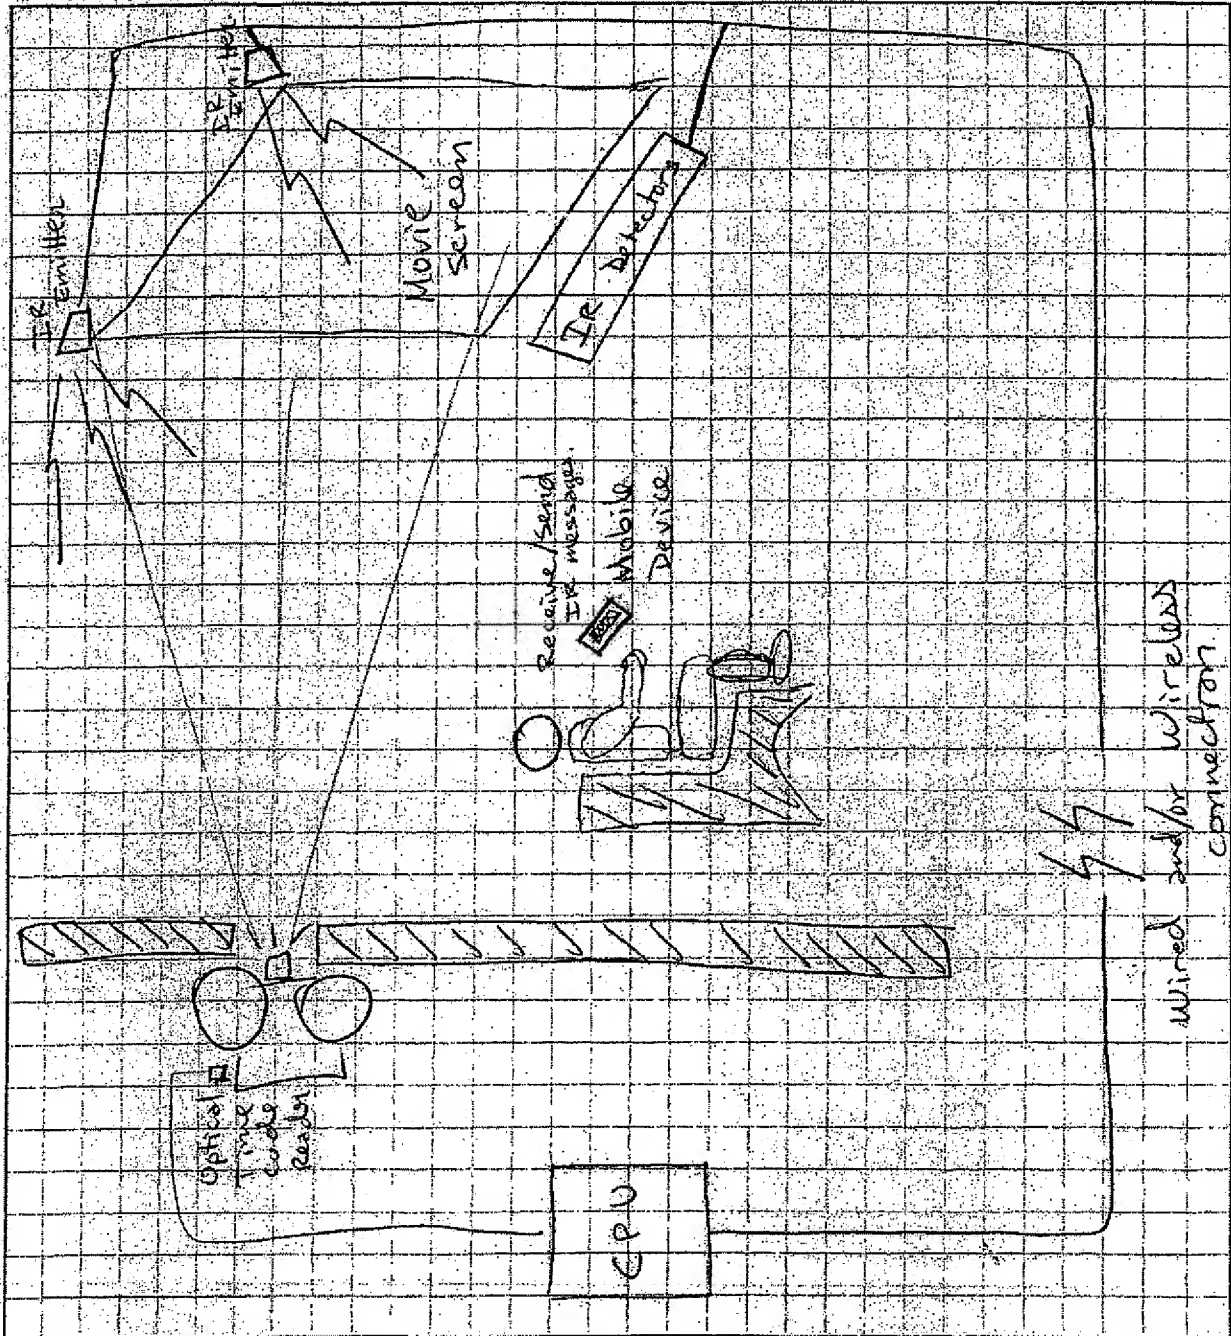 IR
Emitter
IR
Emitter
Movie
Screen
IR Detectors
Receive/Send
IR messages.
Mobile
Device
Optical
Time
Code
Reader
CPU
Wired and/or Wireless
connection.